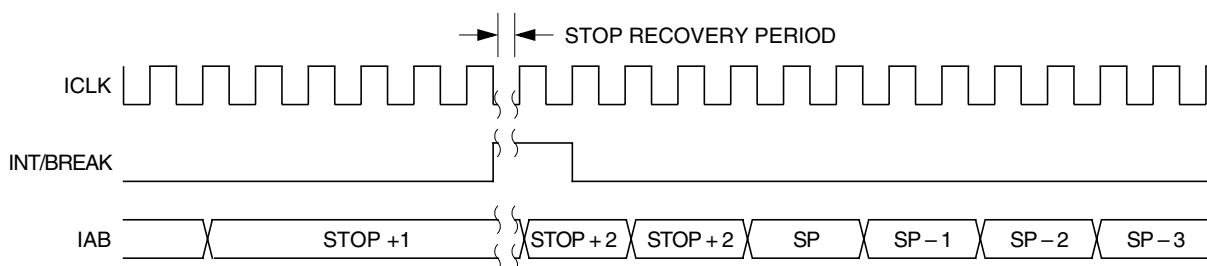 STOP RECOVERY PERIOD
ICLK
INT/BREAK
IAB STOP +1 STOP + 2 STOP + 2 SP SP – 1 SP – 2 SP – 3